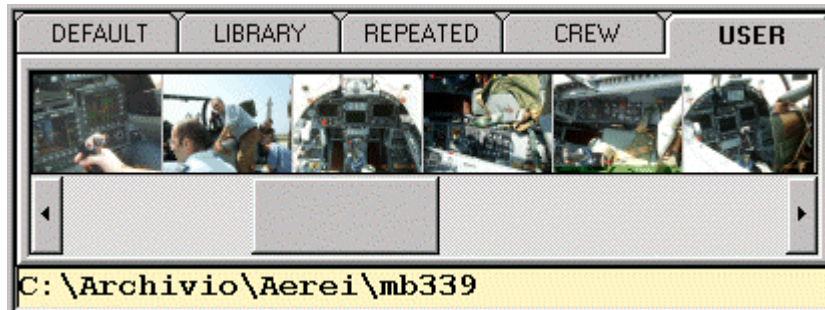 DEFAULT LIBRARY REPEATED CREW USER
C:\Archivio\Aerei\mb339